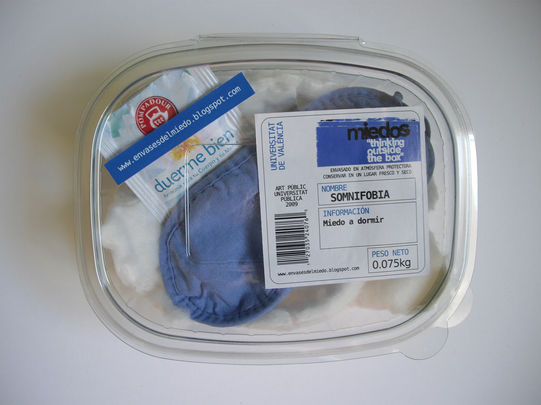 POMPADOUR
www.envasesdelmiedo.blogspot.com
duerme bien
UNIVERSITAT
DE VALÈNCIA
ART PÚBLIC
UNIVERSITAT
PÚBLICA
2009
miedos
"thinking
outside
the box"
ENVASADO EN ATMOSFERA PROTECTORA
CONSERVAR EN UN LUGAR FRESCO Y SECO
NOMBRE
SOMNIFOBIA
INFORMACIÓN
Miedo a dormir
PESO NETO
0.075kg
www.envasesdelmiedo.blogspot.com